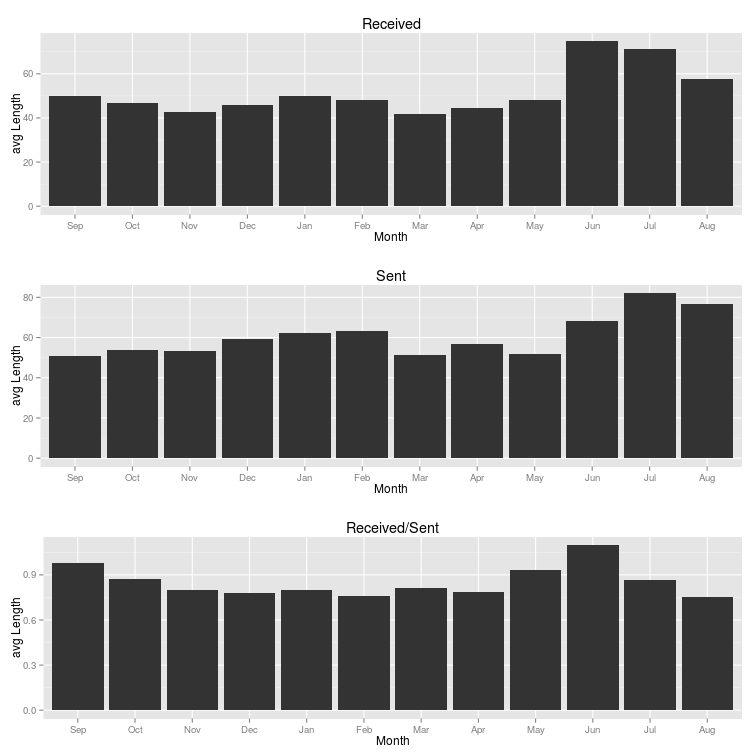 Received
avg Length
60
40
20
0
Sep Oct Nov Dec Jan Feb Mar Apr May Jun Jul Aug
Month
Sent
avg Length
80
60
40
20
0
Sep Oct Nov Dec Jan Feb Mar Apr May Jun Jul Aug
Month
Received/Sent
avg Length
0.9
0.6
0.3
0.0
Sep Oct Nov Dec Jan Feb Mar Apr May Jun Jul Aug
Month